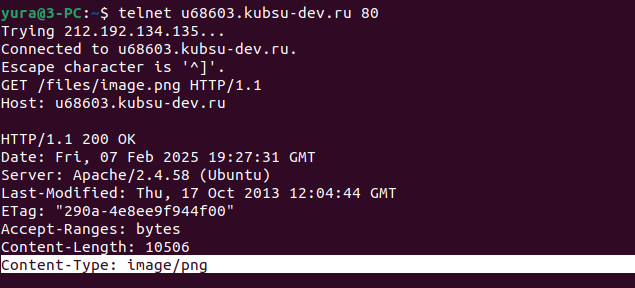 yura@3-PC:~$ telnet u68603.kubsu-dev.ru 80
Trying 212.192.134.135...
Connected to u68603.kubsu-dev.ru.
Escape character is '^]'.
GET /files/image.png HTTP/1.1
Host: u68603.kubsu-dev.ru

HTTP/1.1 200 OK
Date: Fri, 07 Feb 2025 19:27:31 GMT
Server: Apache/2.4.58 (Ubuntu)
Last-Modified: Thu, 17 Oct 2013 12:04:44 GMT
ETag: "290a-4e8ee9f944f00"
Accept-Ranges: bytes
Content-Length: 10506
Content-Type: image/png